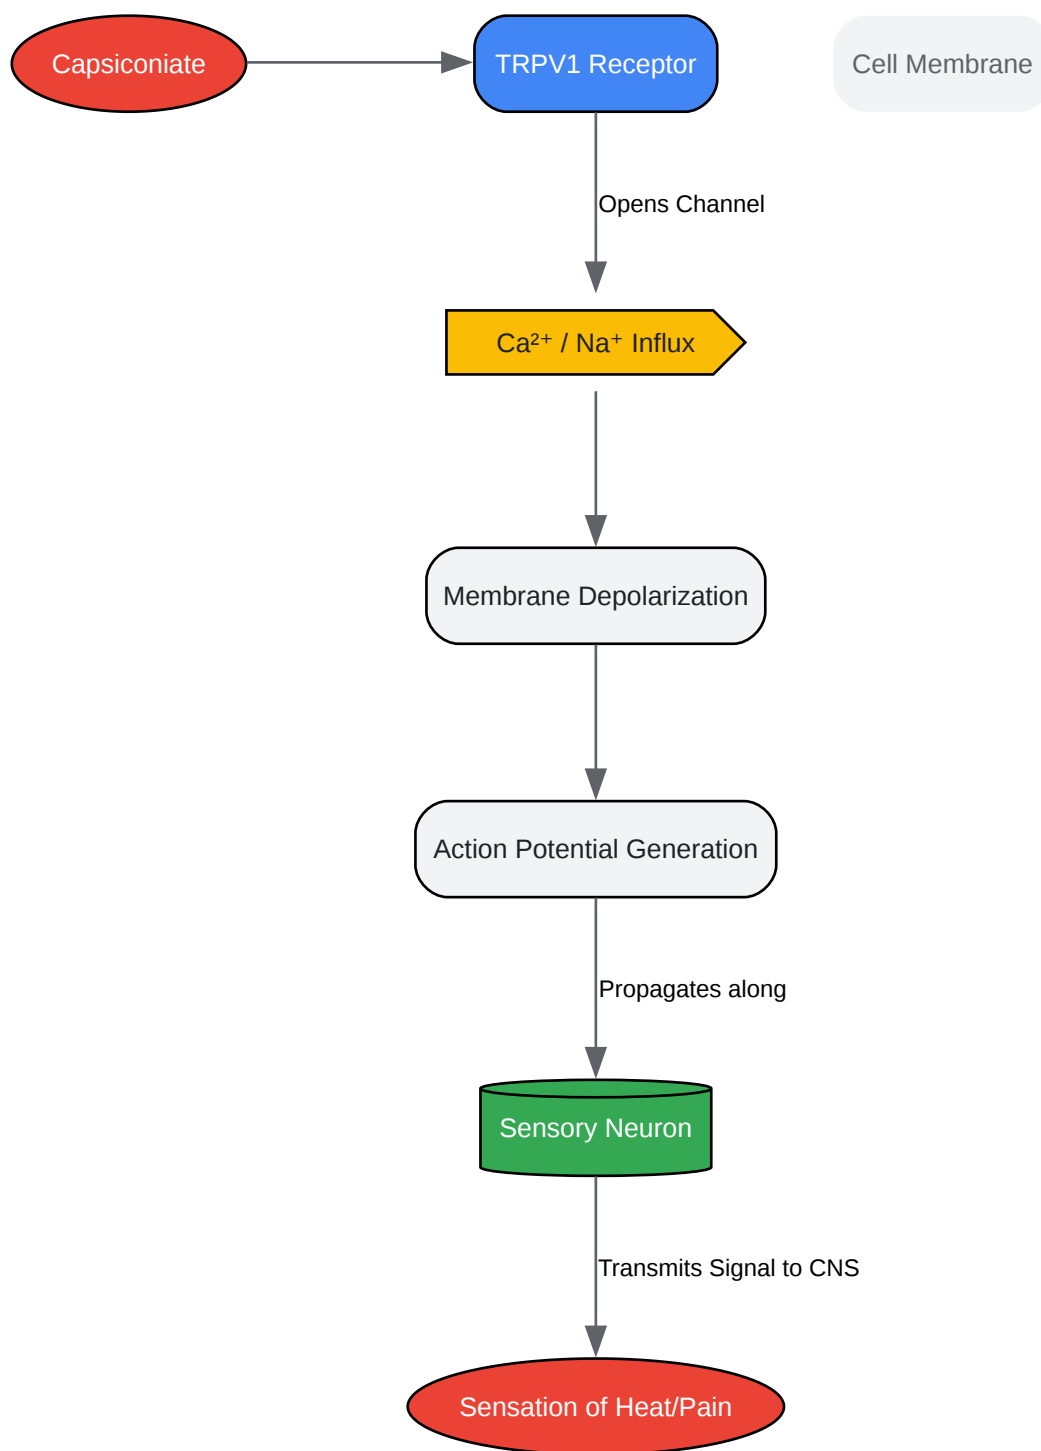 Capsiconiate
TRPV1 Receptor
Cell Membrane
Opens Channel
Ca²⁺ / Na⁺ Influx
Membrane Depolarization
Action Potential Generation
Propagates along
Sensory Neuron
Transmits Signal to CNS
Sensation of Heat/Pain